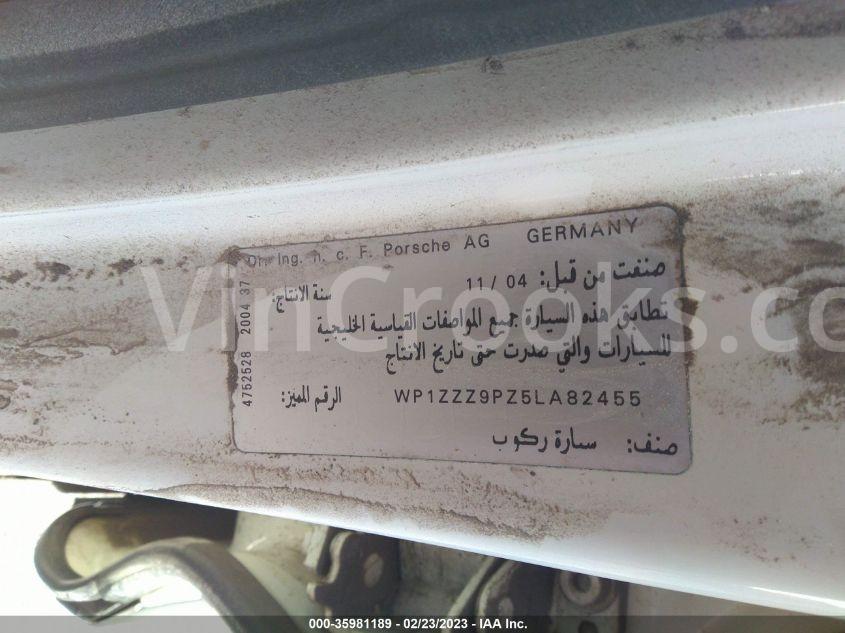 Dr. Ing. h. c. F. Porsche AG GERMANY
صنفت من قبل: 11/04 سنة الانتاج:
تطابق هذه السيارة جميع المواصفات القياسية الخليجية
للسيارات والتي صدرت حتى تاريخ الانتاج
WP1ZZZ9PZ5LA82455 الرقم المميز:
صنف: سيارة ركوب
4752528 2004 37
VinCrooks.co
000-35981189 - 02/23/2023 - IAA Inc.